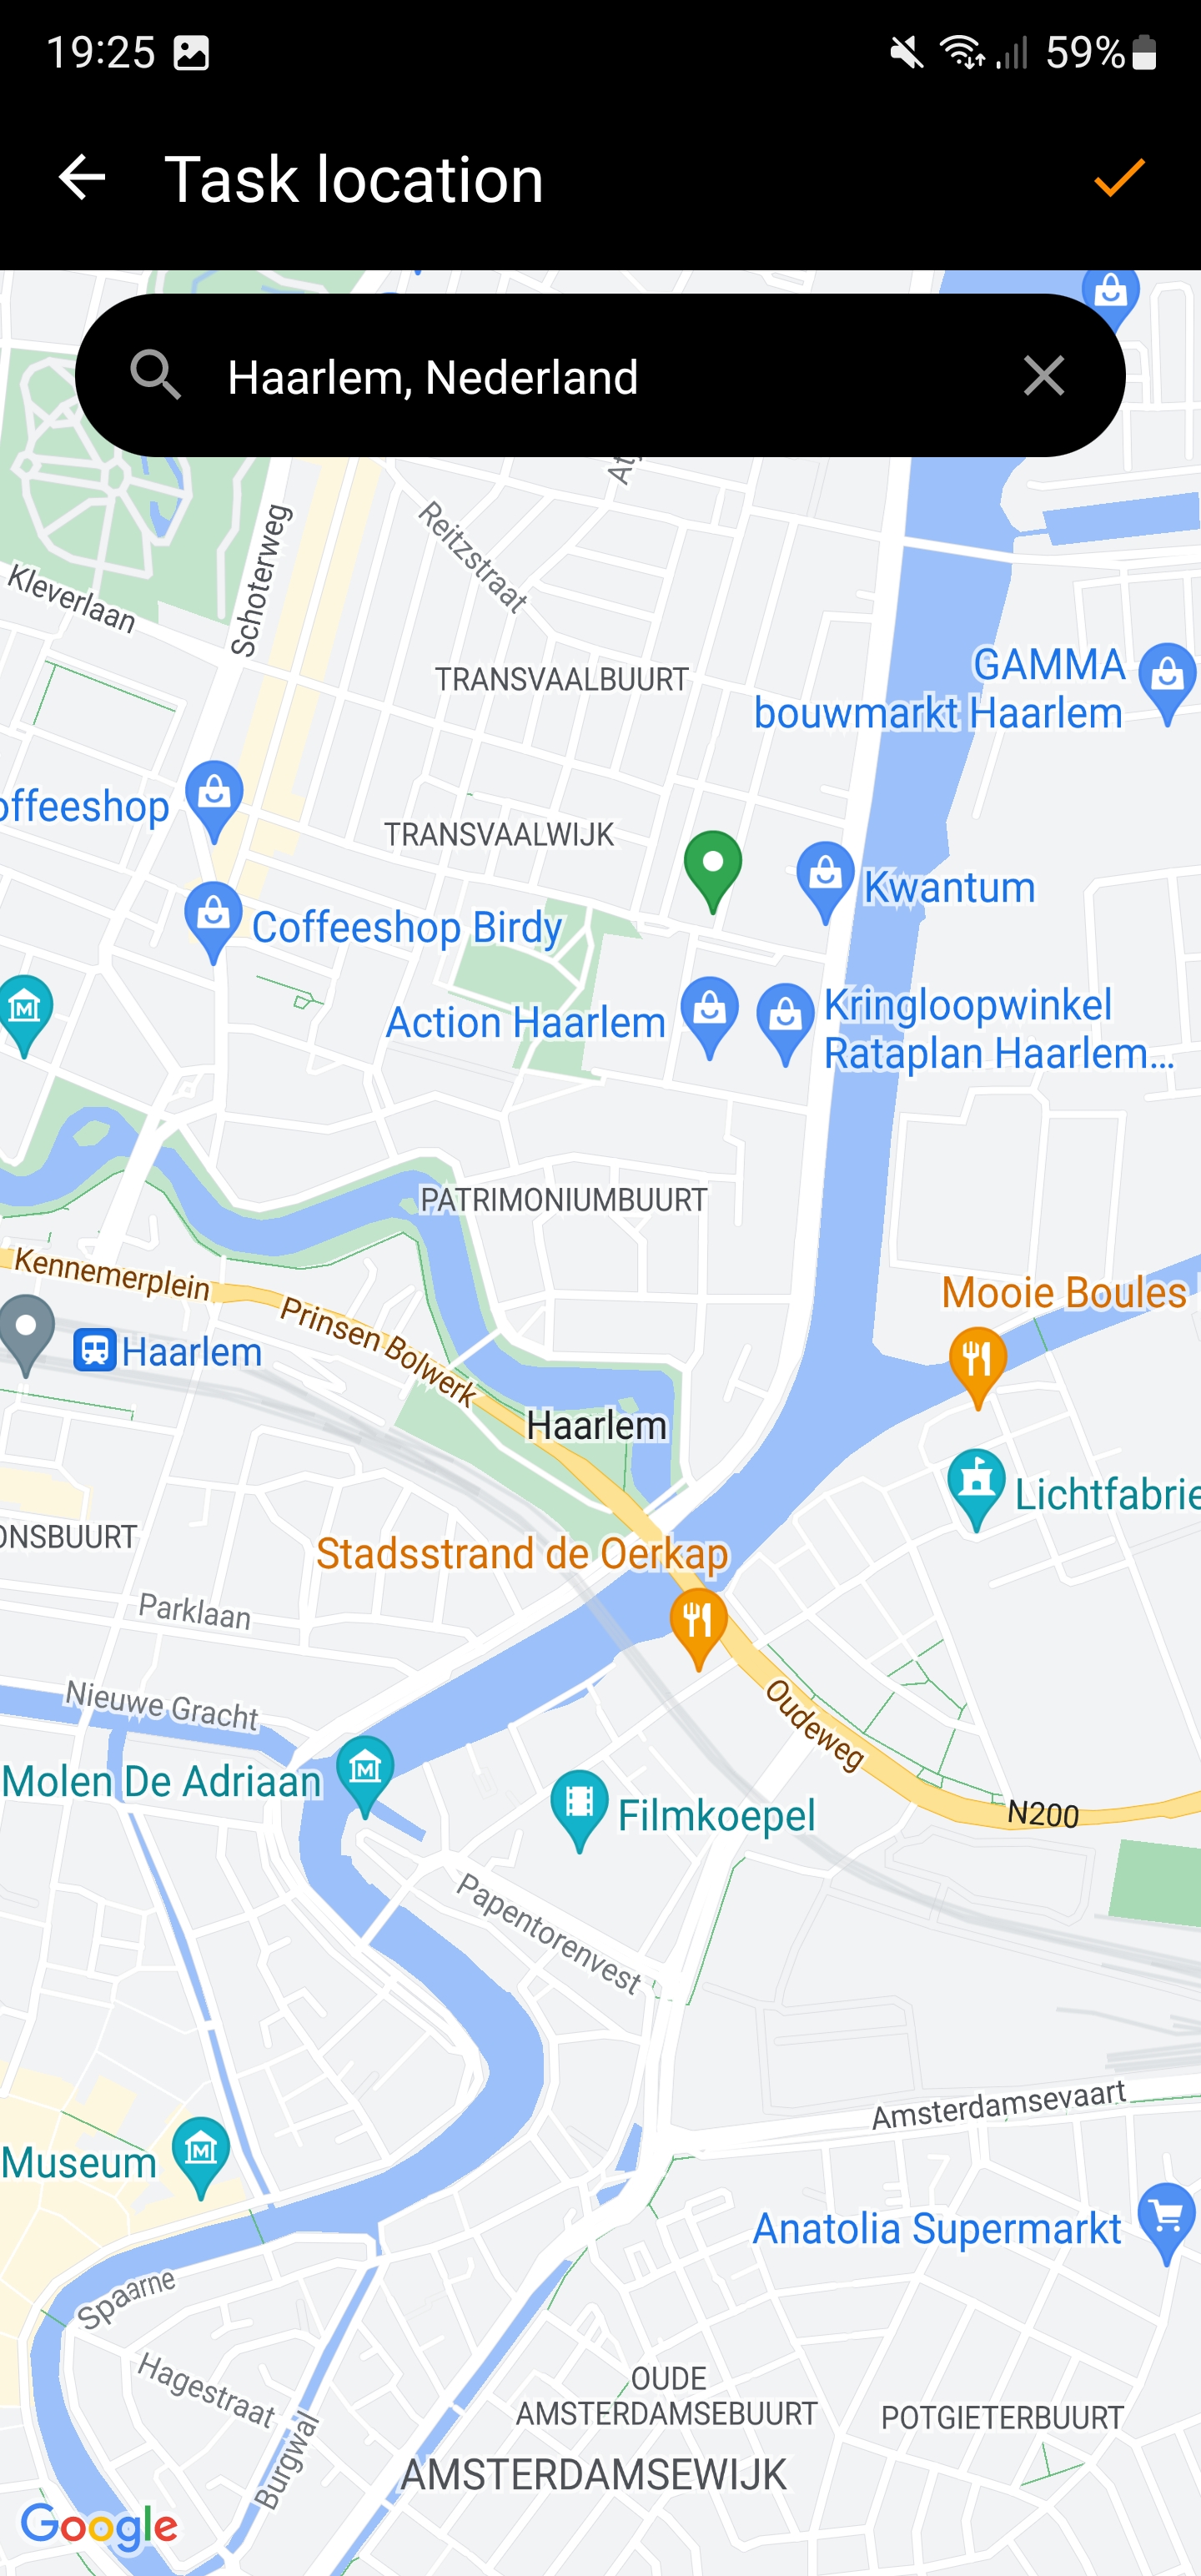 19:25
59%
Task location
Haarlem, Nederland
Reitzstraat
Schoterweg
Kleverlaan
TRANSVAALBUURT
GAMMA
bouwmarkt Haarlem
offeeshop
TRANSVAALWIJK
Kwantum
Coffeeshop Birdy
Action Haarlem
Kringloopwinkel
Rataplan Haarlem...
PATRIMONIUMBUURT
Kennemerplein
Prinsen Bolwerk
Mooie Boules
Haarlem
Haarlem
Lichtfabrie
ONSBUURT
Stadsstrand de Oerkap
Parklaan
Nieuwe Gracht
Oudeweg
Molen De Adriaan
Filmkoepel
N200
Papentorenvest
Amsterdamsevaart
Museum
Anatolia Supermarkt
Spaarne
Hagestraat
Burgwal
OUDE
AMSTERDAMSEBUURT
POTGIETERBUURT
AMSTERDAMSEWIJK
Google